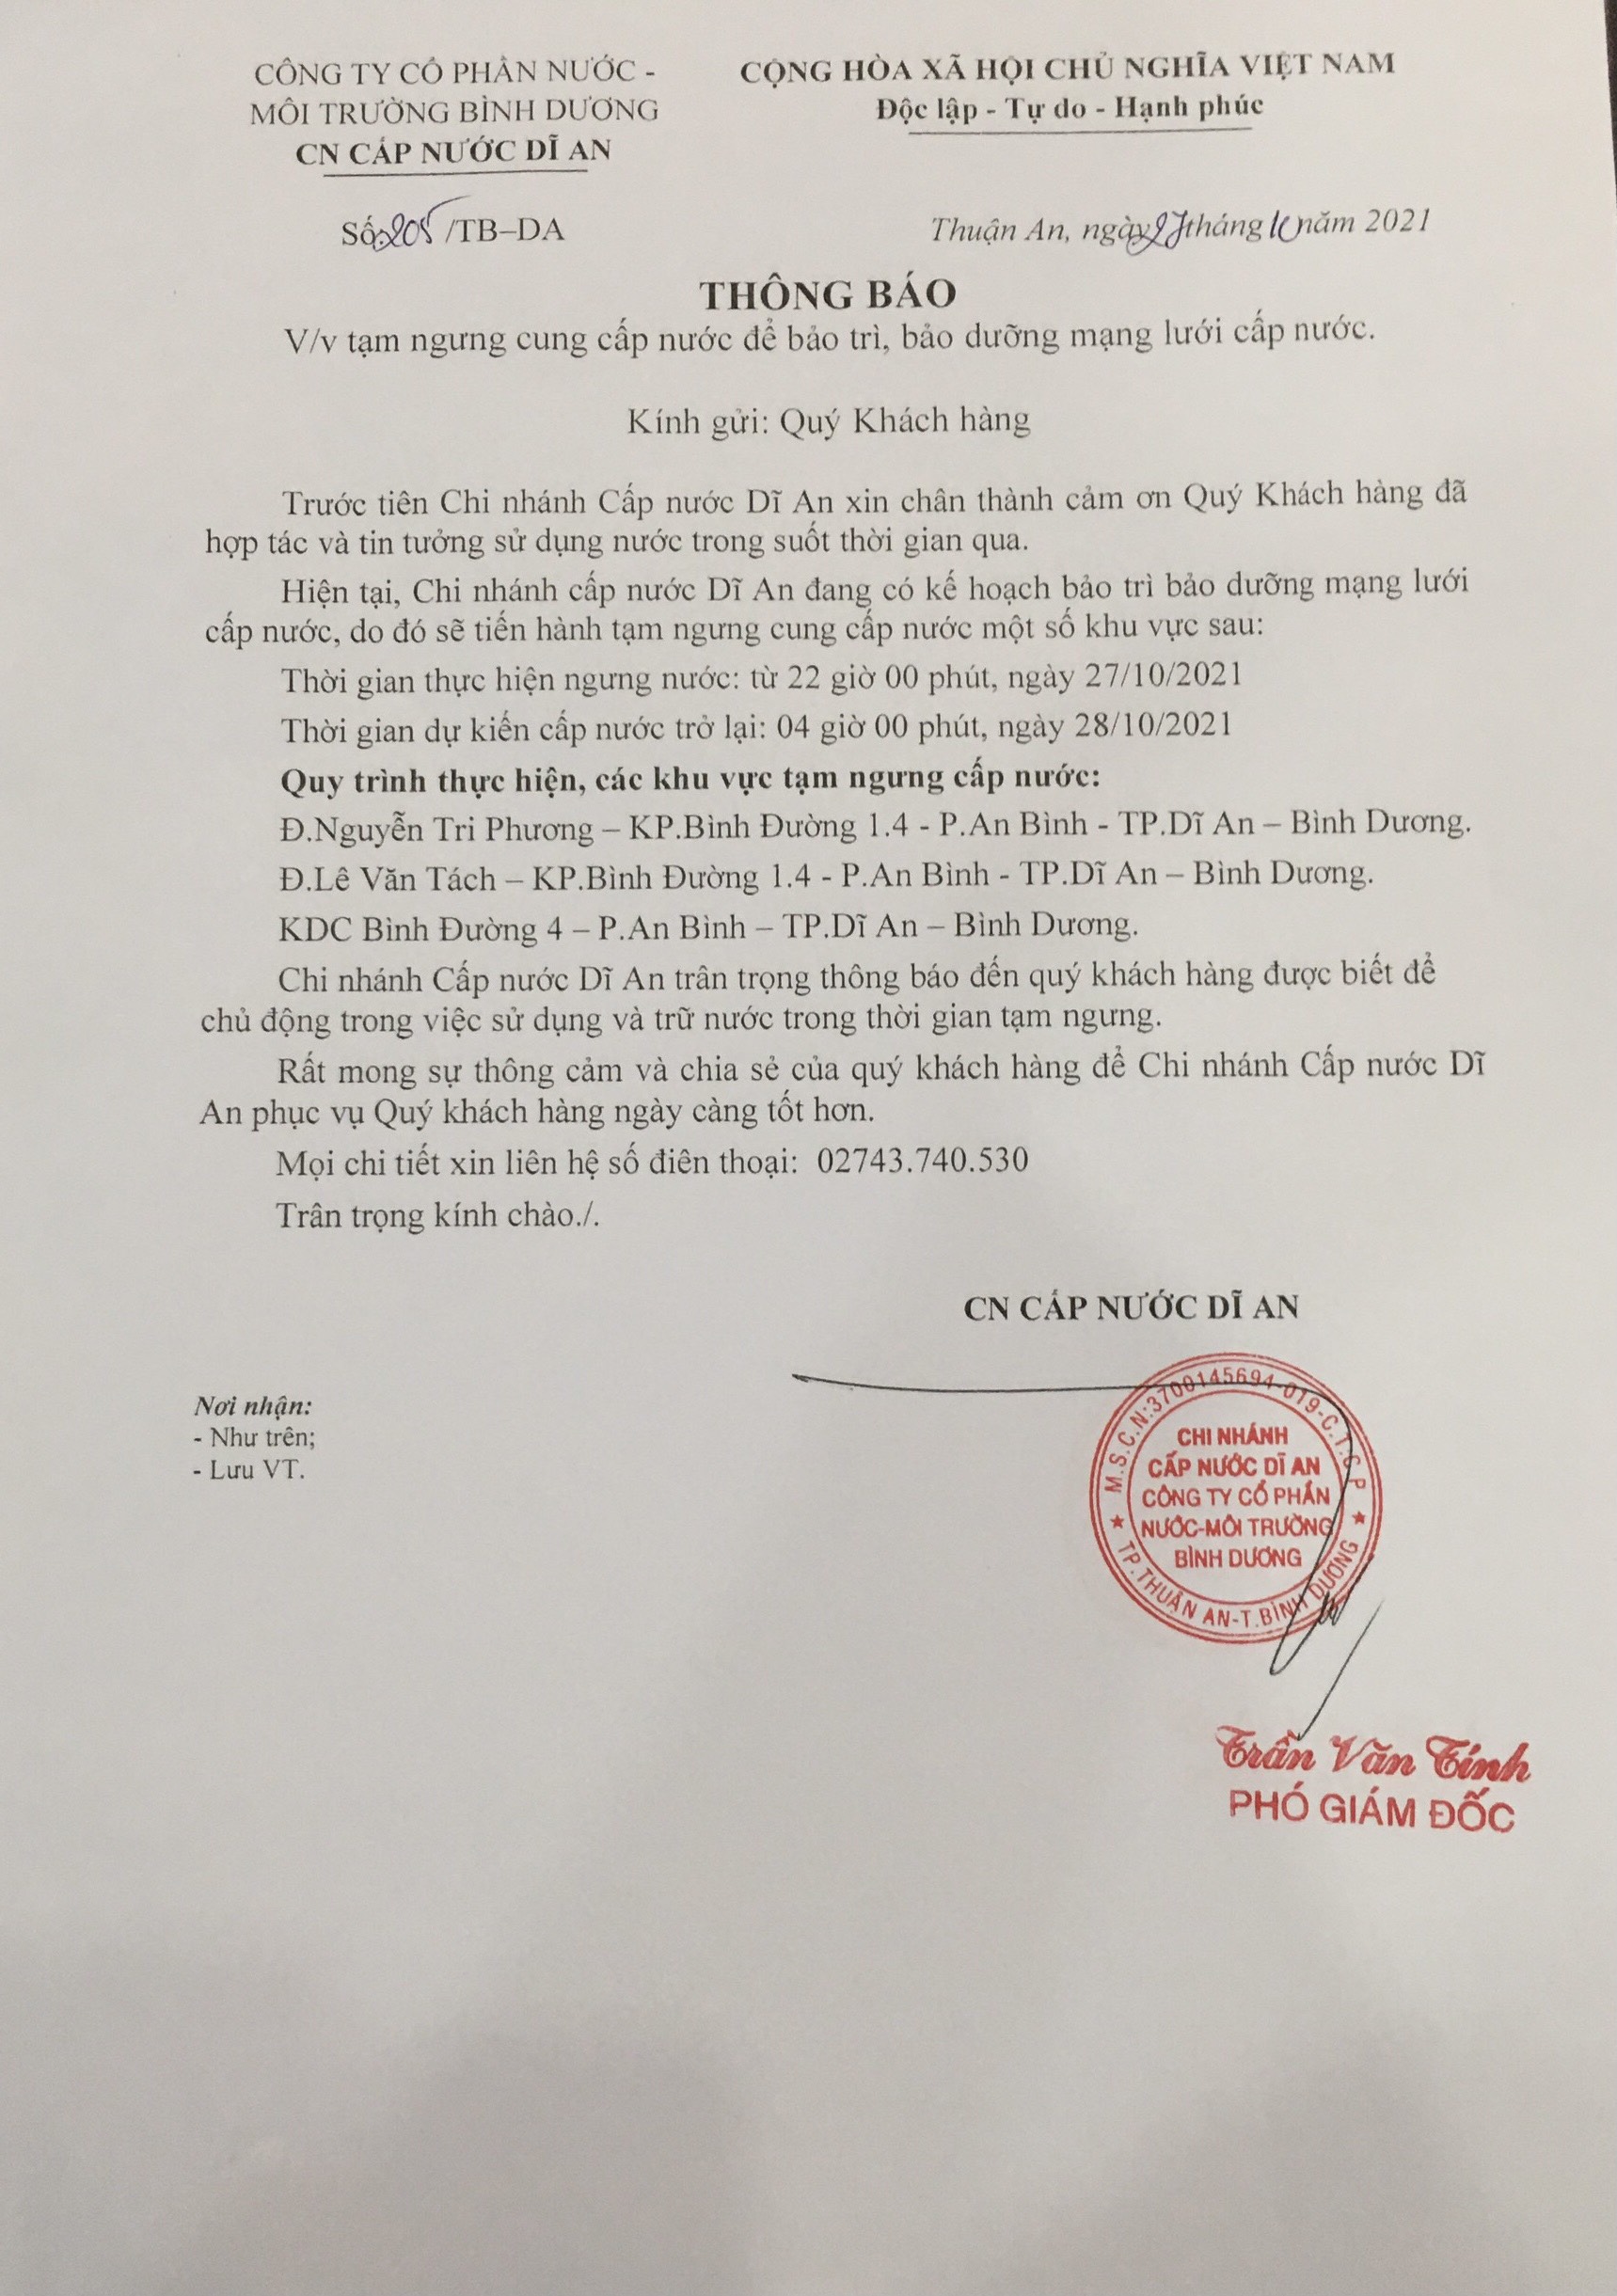 CÔNG TY CỔ PHẦN NƯỚC -
MÔI TRƯỜNG BÌNH DƯƠNG
CN CẤP NƯỚC DĨ AN
CỘNG HÒA XÃ HỘI CHỦ NGHĨA VIỆT NAM
Độc lập - Tự do - Hạnh phúc
Số:205/TB–DA
Thuận An, ngày 27 tháng 10 năm 2021
THÔNG BÁO
V/v tạm ngưng cung cấp nước để bảo trì, bảo dưỡng mạng lưới cấp nước.
Kính gửi: Quý Khách hàng
Trước tiên Chi nhánh Cấp nước Dĩ An xin chân thành cảm ơn Quý Khách hàng đã
hợp tác và tin tưởng sử dụng nước trong suốt thời gian qua.
Hiện tại, Chi nhánh cấp nước Dĩ An đang có kế hoạch bảo trì bảo dưỡng mạng lưới
cấp nước, do đó sẽ tiến hành tạm ngưng cung cấp nước một số khu vực sau:
Thời gian thực hiện ngưng nước: từ 22 giờ 00 phút, ngày 27/10/2021
Thời gian dự kiến cấp nước trở lại: 04 giờ 00 phút, ngày 28/10/2021
Quy trình thực hiện, các khu vực tạm ngưng cấp nước:
Đ.Nguyễn Tri Phương – KP.Bình Đường 1.4 - P.An Bình - TP.Dĩ An – Bình Dương.
Đ.Lê Văn Tách – KP.Bình Đường 1.4 - P.An Bình - TP.Dĩ An – Bình Dương.
KDC Bình Đường 4 – P.An Bình – TP.Dĩ An – Bình Dương.
Chi nhánh Cấp nước Dĩ An trân trọng thông báo đến quý khách hàng được biết để
chủ động trong việc sử dụng và trữ nước trong thời gian tạm ngưng.
Rất mong sự thông cảm và chia sẻ của quý khách hàng để Chi nhánh Cấp nước Dĩ
An phục vụ Quý khách hàng ngày càng tốt hơn.
Mọi chi tiết xin liên hệ số điên thoại: 02743.740.530
Trân trọng kính chào./.
CN CẤP NƯỚC DĨ AN
Nơi nhận:
- Như trên;
- Lưu VT.
M.S.C.N:3700145694-019-C.T.C.P
CHI NHÁNH
CẤP NƯỚC DĨ AN
CÔNG TY CỔ PHẦN
NƯỚC-MÔI TRƯỜNG
BÌNH DƯƠNG
TP.THUẬN AN-T.BÌNH DƯƠNG
Trần Văn Tính
PHÓ GIÁM ĐỐC